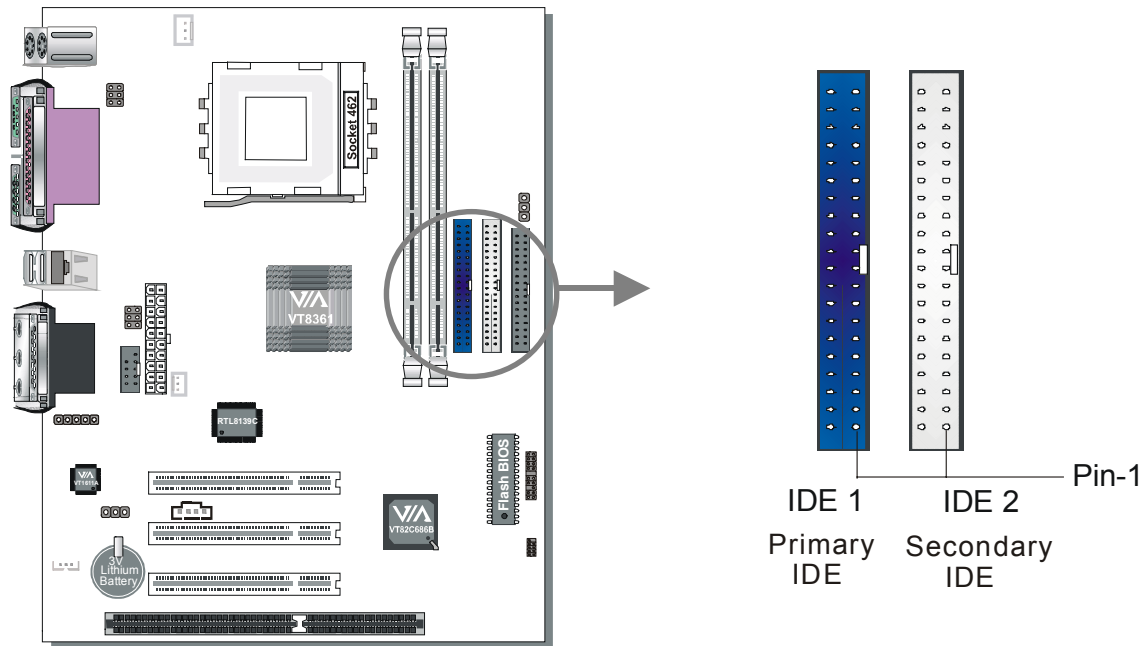 Socket 462
VIA
VT8361
RTL8139C
VIA
VT1611A
Flash BIOS
VIA
VT82C686B
3V
Lithium
Battery
Pin-1
IDE 1
IDE 2
Primary
IDE
Secondary
IDE